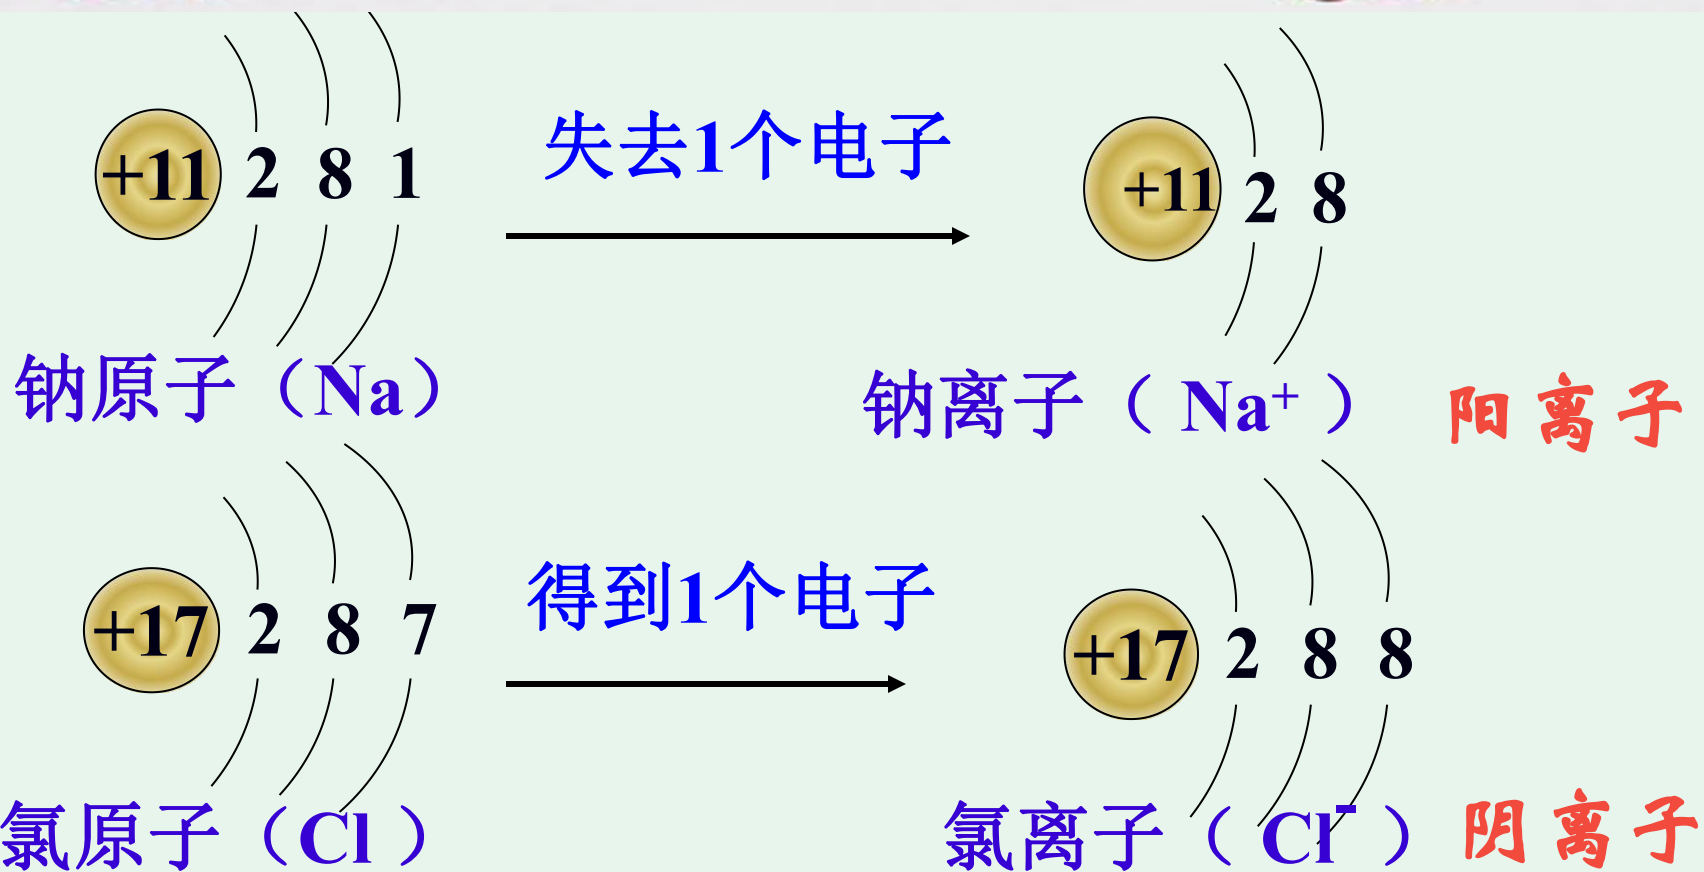 +11 2 8 1
失去1个电子
+11 2 8
钠原子（Na）
钠离子（ Na⁺ ）
阳离子
+17 2 8 7
得到1个电子
+17 2 8 8
氯原子（Cl ）
氯离子（ Cl⁻ ）
阴离子